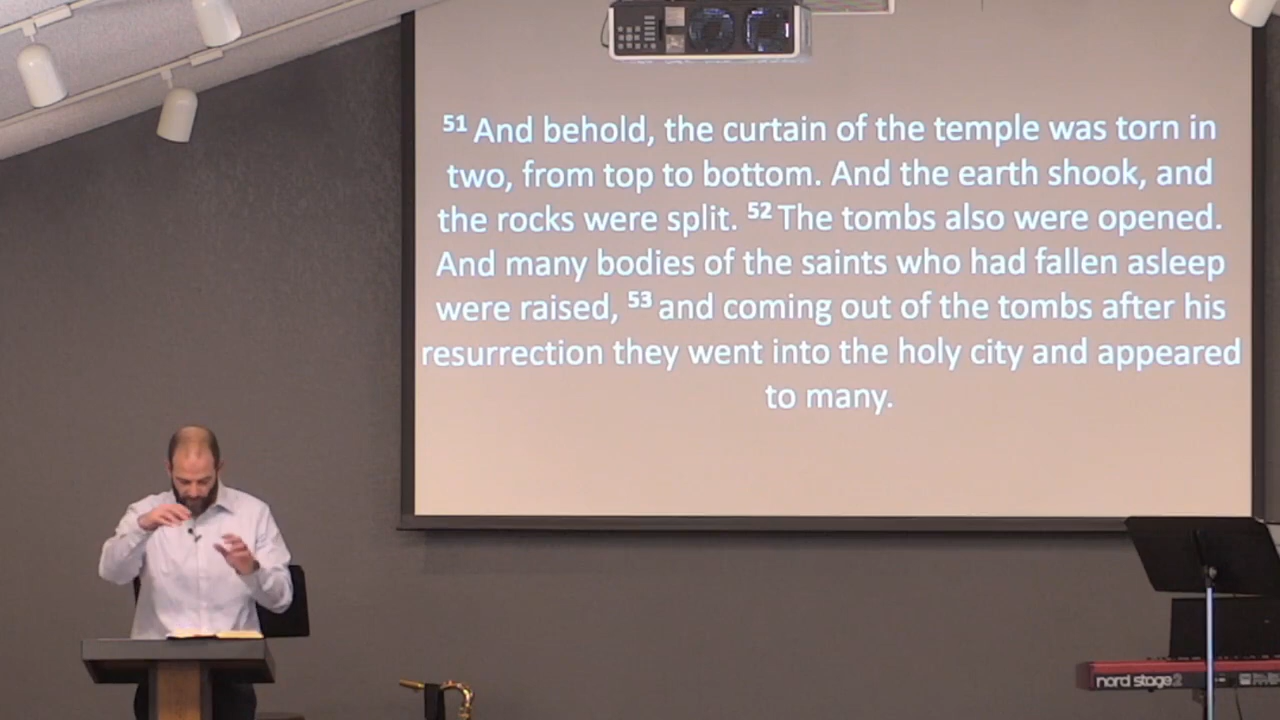 51 And behold, the curtain of the temple was torn in
two, from top to bottom. And the earth shook, and
the rocks were split. 52 The tombs also were opened.
And many bodies of the saints who had fallen asleep
were raised, 53 and coming out of the tombs after his
resurrection they went into the holy city and appeared
to many.
nord stage 2